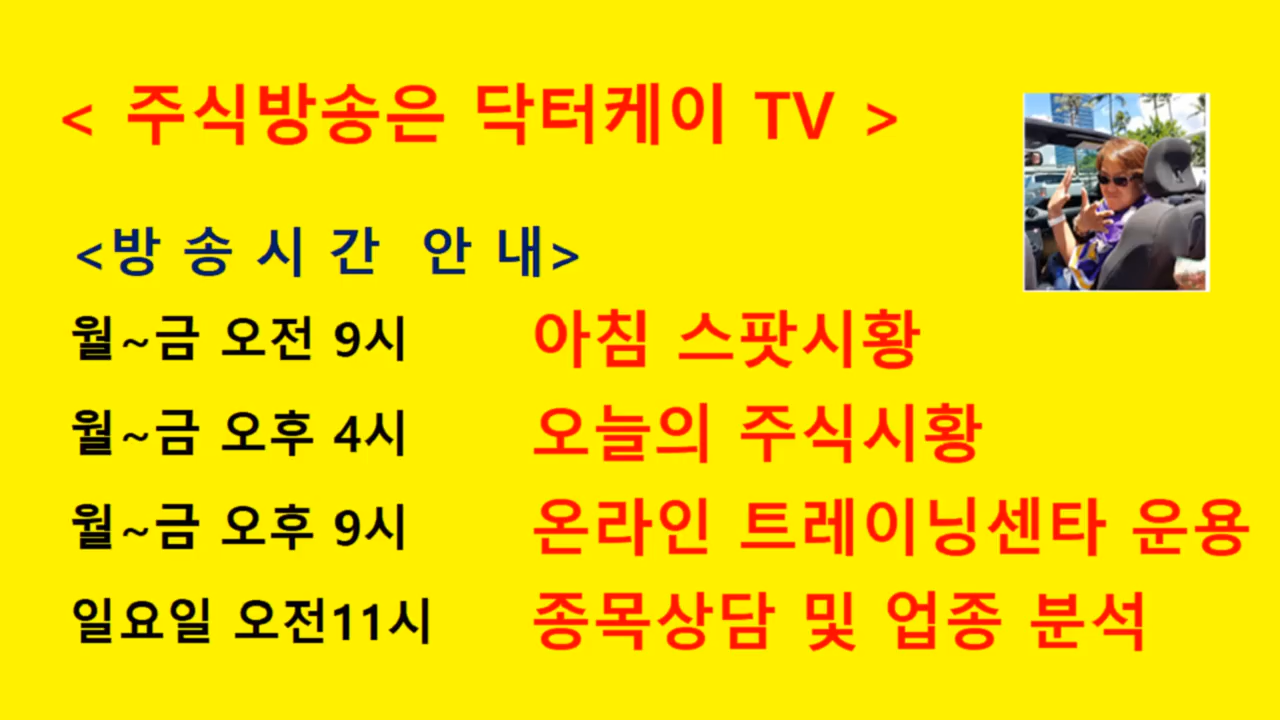 < 주식방송은 닥터케이 TV >
<방 송 시 간 안 내>
월~금 오전 9시 아침 스팟시황
월~금 오후 4시 오늘의 주식시황
월~금 오후 9시 온라인 트레이닝센타 운용
일요일 오전11시 종목상담 및 업종 분석